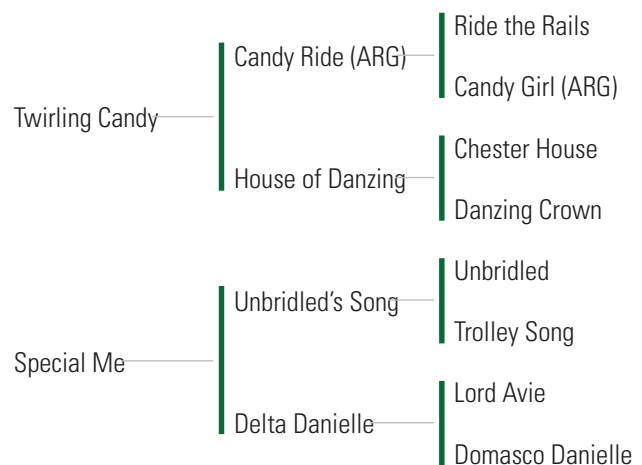 Ride the Rails
Candy Ride (ARG)
Candy Girl (ARG)
Twirling Candy
Chester House
House of Danzing
Danzing Crown
Unbridled
Unbridled's Song
Trolley Song
Special Me
Lord Avie
Delta Danielle
Domasco Danielle